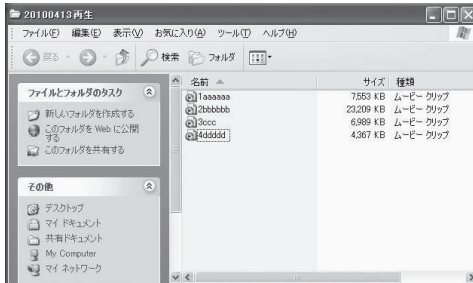 20100413再生
ファイル(F) 編集(E) 表示(V) お気に入り(A) ツール(T) ヘルプ(H)
戻る 検索 フォルダ
ファイルとフォルダのタスク
新しいフォルダを作成する
このフォルダを Web に公開する
このフォルダを共有する
その他
デスクトップ
マイ ドキュメント
共有ドキュメント
My Computer
マイ ネットワーク
名前 サイズ 種類
1aaaaaa 7,553 KB ムービー クリップ
2bbbbbb 23,209 KB ムービー クリップ
3ccc 6,989 KB ムービー クリップ
4ddddd 4,367 KB ムービー クリップ